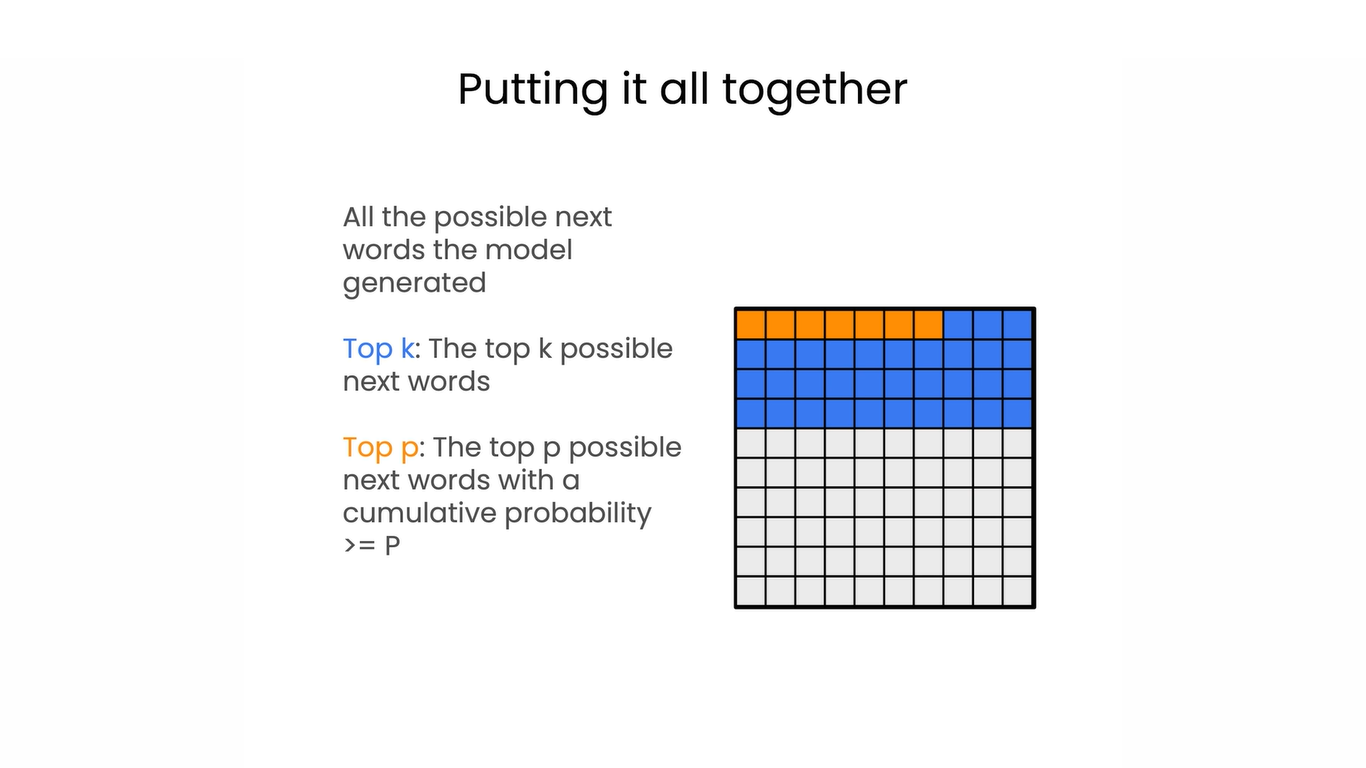 Putting it all together
All the possible next
words the model
generated
Top k: The top k possible
next words
Top p: The top p possible
next words with a
cumulative probability
>= P